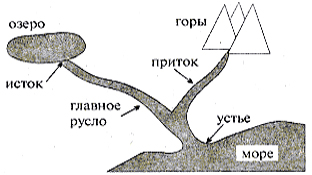 озеро
горы
исток
приток
главное
русло
устье
море